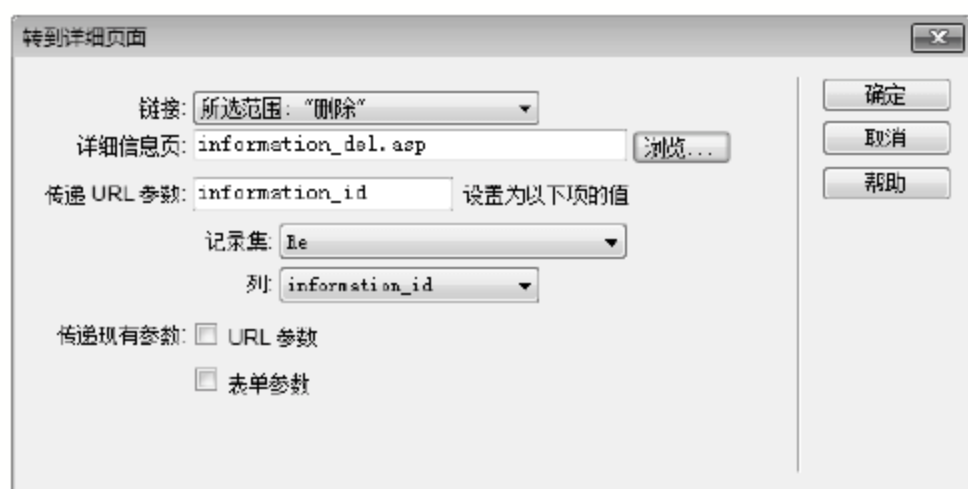 转到详细页面
链接: 所选范围: “删除”
确定
详细信息页: information_del.asp 浏览...
取消
传递 URL 参数: information_id 设置为以下项的值
帮助
记录集: Re
列: information_id
传递现有参数: URL 参数
表单参数